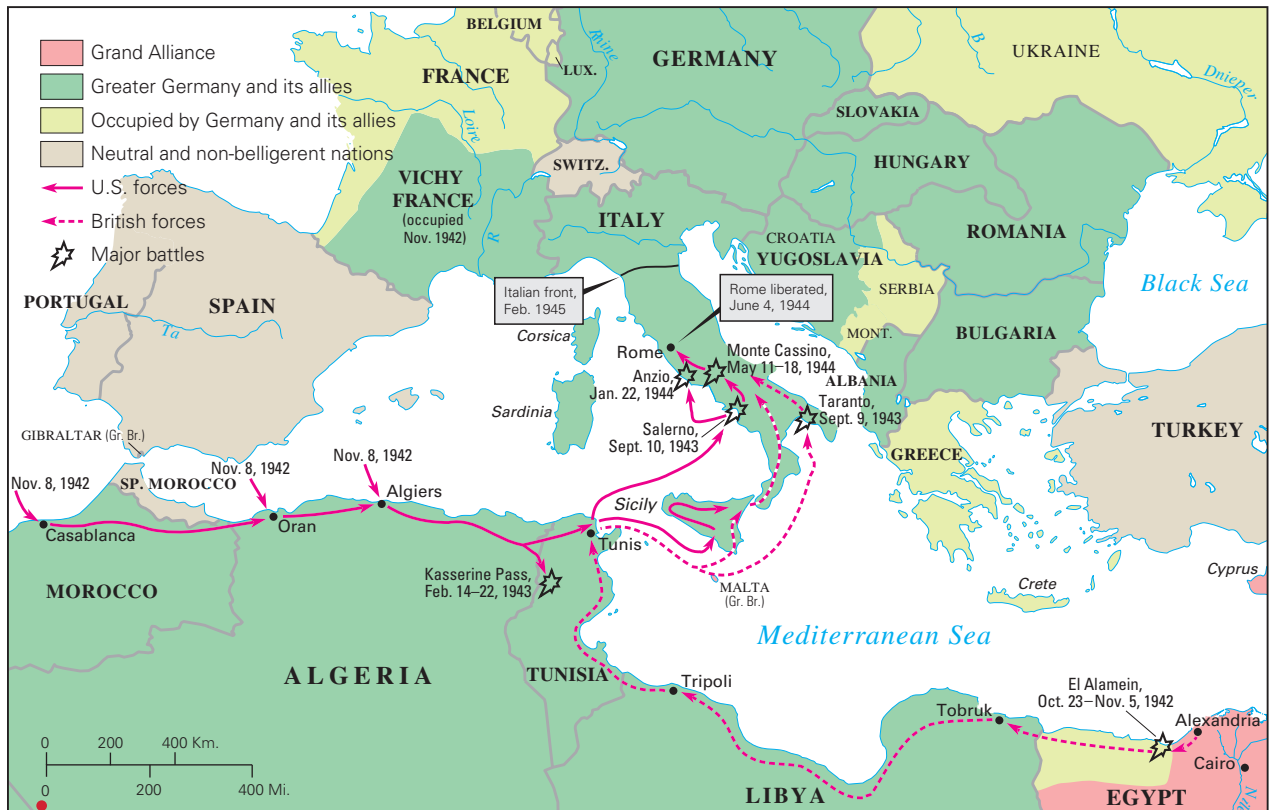 Grand Alliance
Greater Germany and its allies
Occupied by Germany and its allies
Neutral and non-belligerent nations
U.S. forces
British forces
Major battles
BELGIUM
LUX.
Rhine
GERMANY
UKRAINE
B
Dnieper
FRANCE
Loire
SLOVAKIA
HUNGARY
SWITZ.
VICHY
FRANCE
(occupied
Nov. 1942)
R
ITALY
CROATIA
YUGOSLAVIA
ROMANIA
SERBIA
MONT.
BULGARIA
Black Sea
PORTUGAL
SPAIN
Ta
Italian front,
Feb. 1945
Rome liberated,
June 4, 1944
Corsica
Rome
Monte Cassino,
May 11–18, 1944
Anzio,
Jan. 22, 1944
ALBANIA
Taranto,
Sept. 9, 1943
Sardinia
Salerno,
Sept. 10, 1943
GREECE
TURKEY
GIBRALTAR (Gr. Br.)
Nov. 8, 1942
SP. MOROCCO
Nov. 8, 1942
Nov. 8, 1942
Casablanca
Oran
Algiers
Tunis
Sicily
MALTA
(Gr. Br.)
Crete
Cyprus
MOROCCO
Kasserine Pass,
Feb. 14–22, 1943
Mediterranean Sea
ALGERIA
TUNISIA
Tripoli
Tobruk
El Alamein,
Oct. 23–Nov. 5, 1942
Alexandria
Cairo
LIBYA
EGYPT
Nile
0 200 400 Km.
0 200 400 Mi.